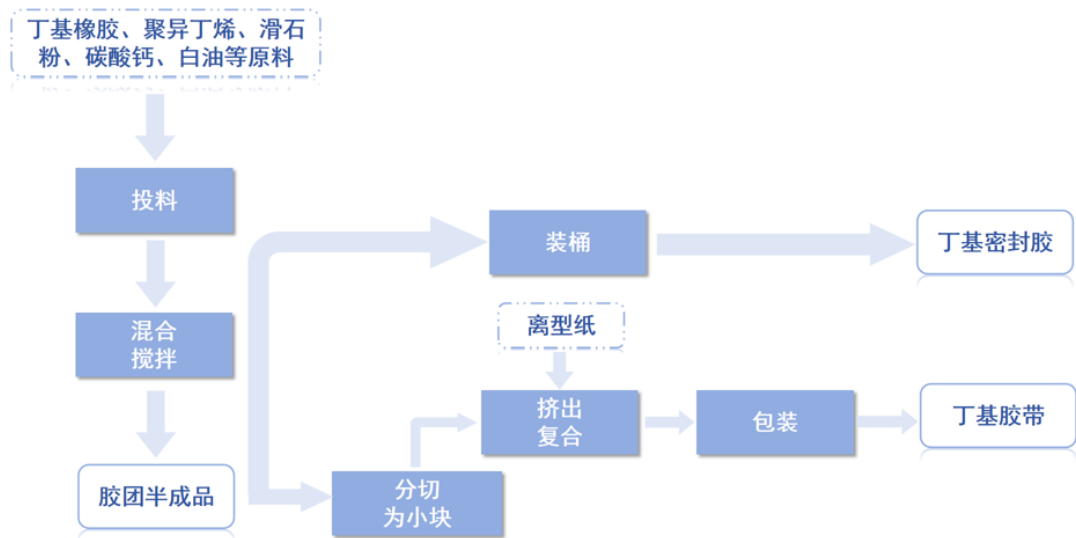 丁基橡胶、聚异丁烯、滑石
粉、碳酸钙、白油等原料
投料
混合
搅拌
胶团半成品
装桶
丁基密封胶
离型纸
挤出
复合
包装
丁基胶带
分切
为小块